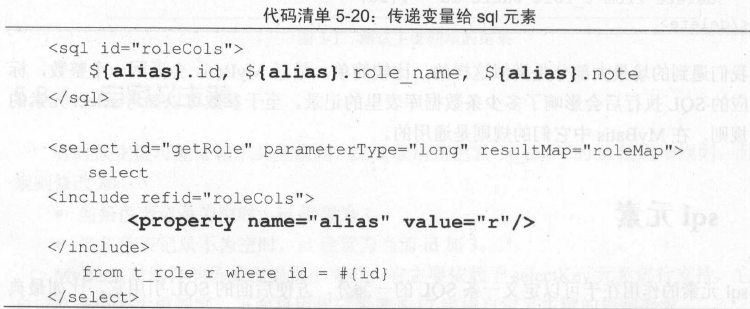 代码清单 5-20：传递变量给 sql 元素
<sql id="roleCols">
${alias}.id, ${alias}.role_name, ${alias}.note
</sql>
<select id="getRole" parameterType="long" resultMap="roleMap">
select
<include refid="roleCols">
<property name="alias" value="r"/>
</include>
from t_role r where id = #{id}
</select>